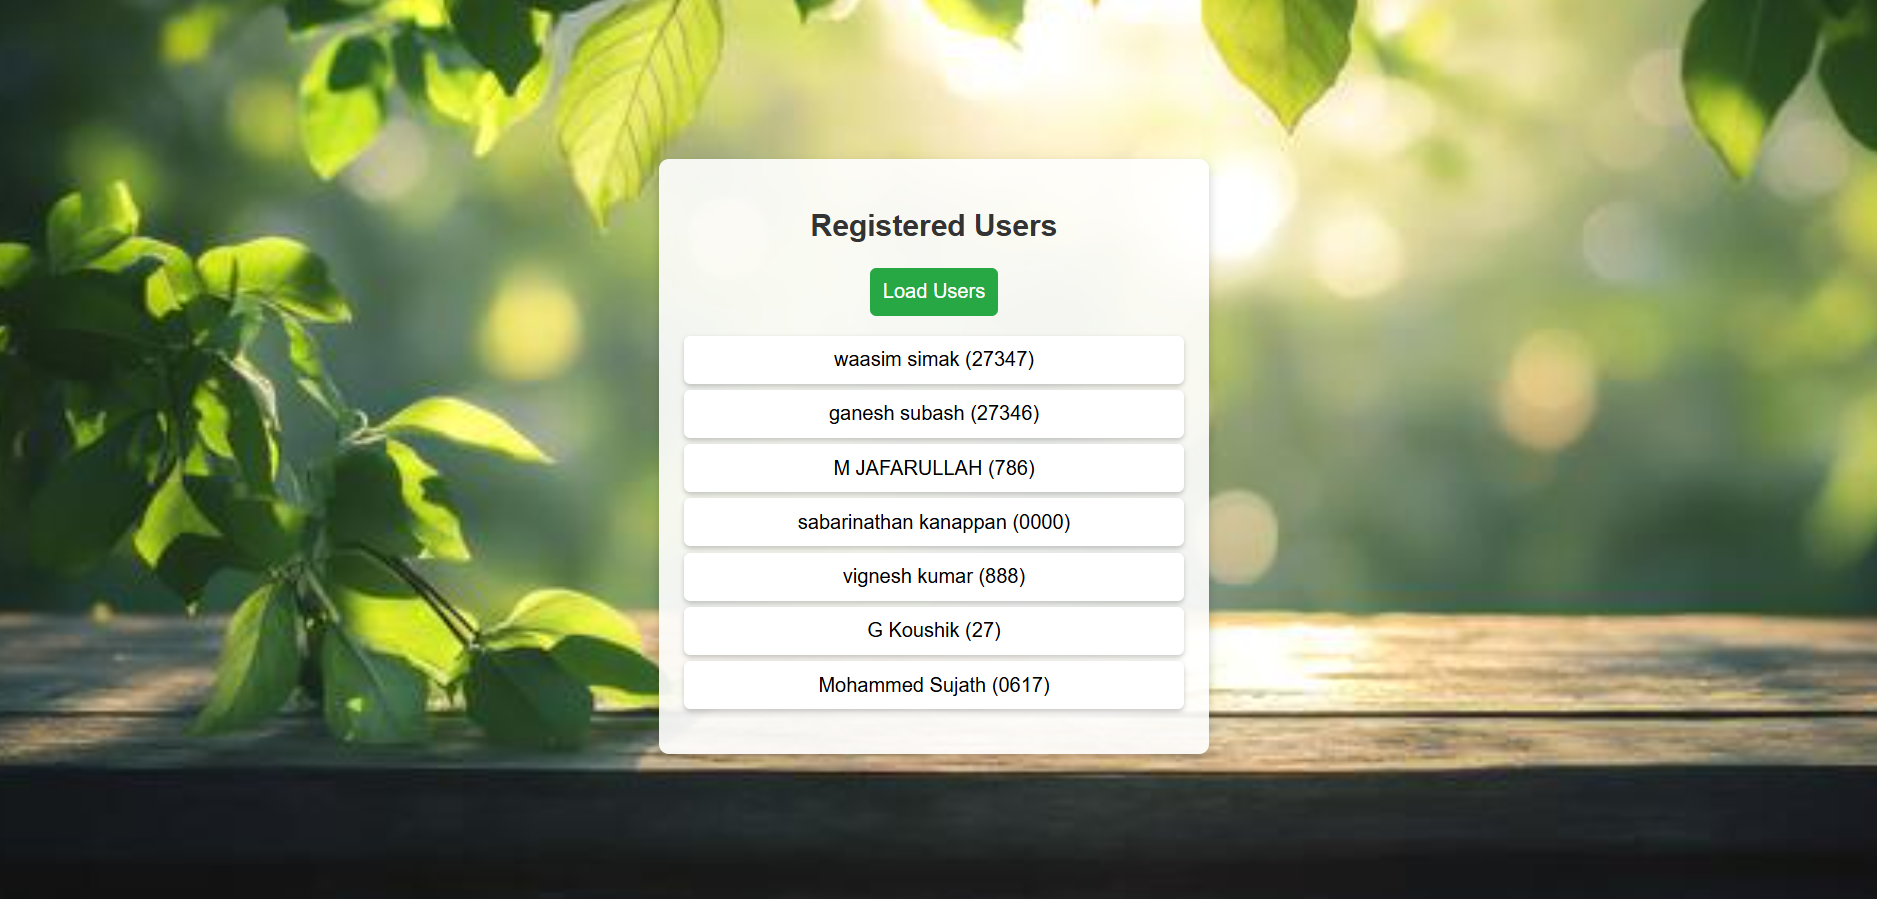 Registered Users
Load Users
waasim simak (27347)
ganesh subash (27346)
M JAFARULLAH (786)
sabarinathan kanappan (0000)
vignesh kumar (888)
G Koushik (27)
Mohammed Sujath (0617)